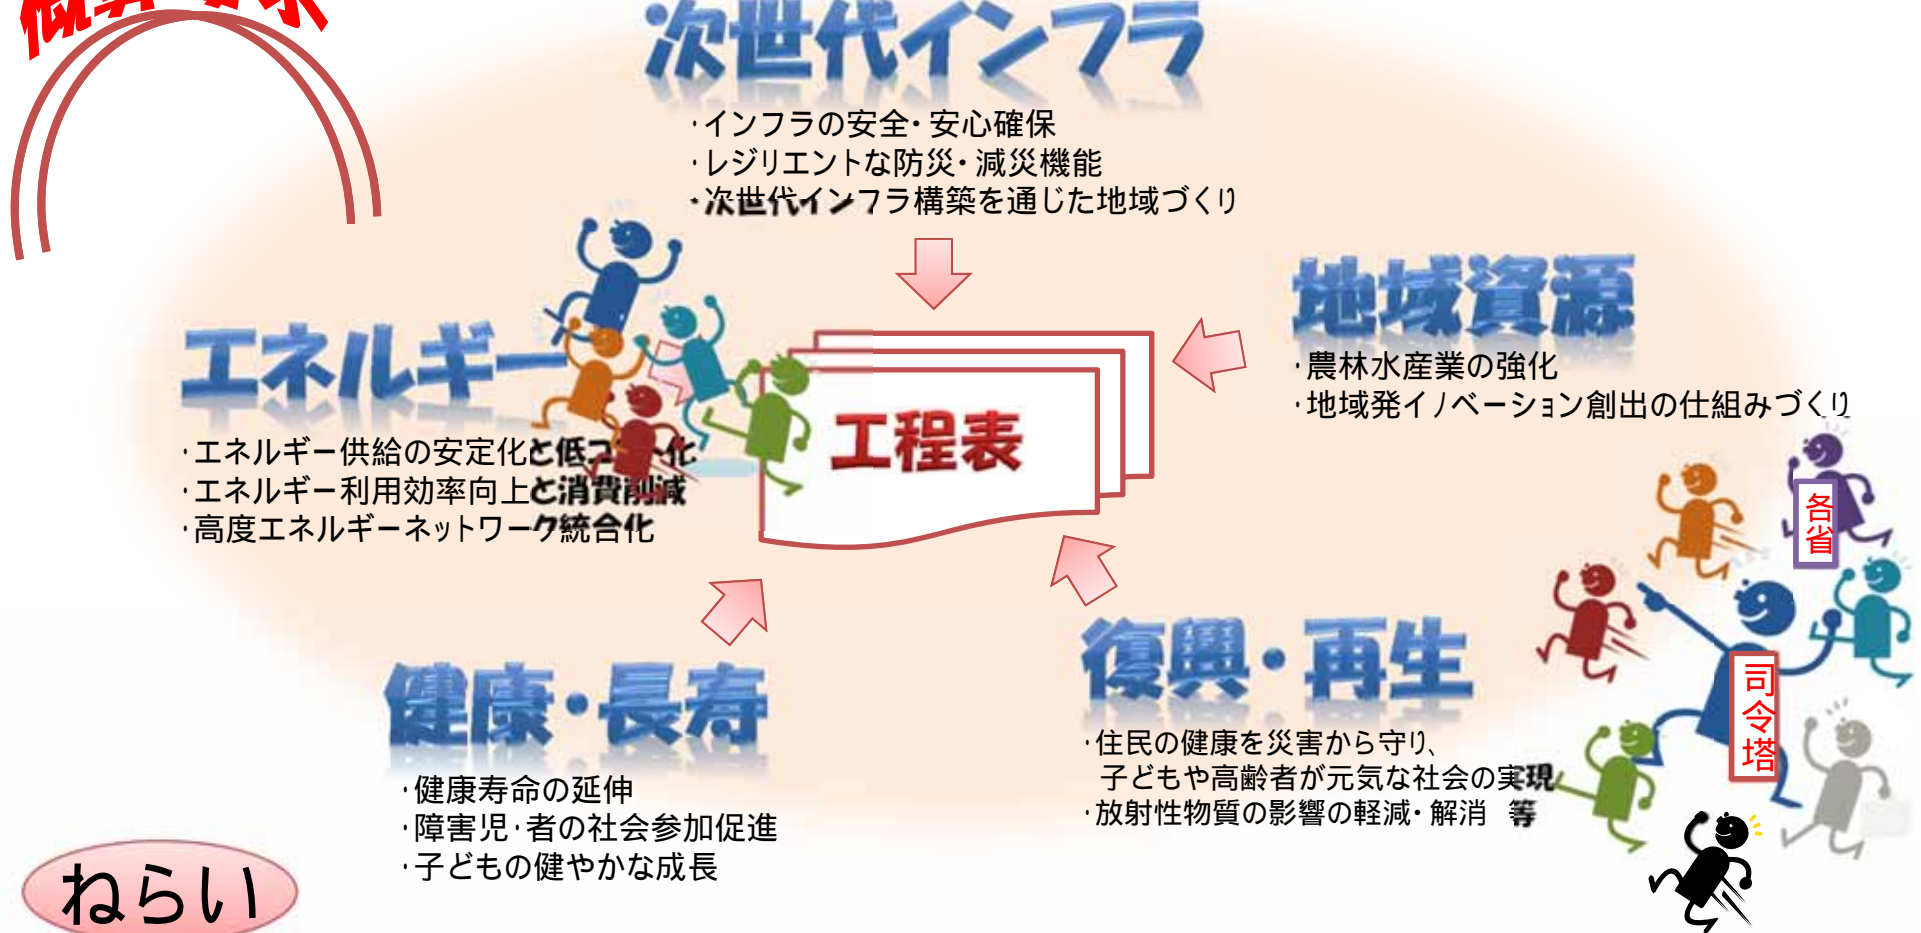 次世代インフラ
・インフラの安全・安心確保
・レジリエントな防災・減災機能
・次世代インフラ構築を通じた地域づくり
地域資源
・農林水産業の強化
・地域発イノベーション創出の仕組みづくり
エネルギー
・エネルギー供給の安定化と低コスト化
・エネルギー利用効率向上と消費削減
・高度エネルギーネットワーク統合化
工程表
各省
司令塔
復興・再生
・住民の健康を災害から守り、
子どもや高齢者が元気な社会の実現
・放射性物質の影響の軽減・解消 等
健康・長寿
・健康寿命の延伸
・障害児・者の社会参加促進
・子どもの健やかな成長
ねらい